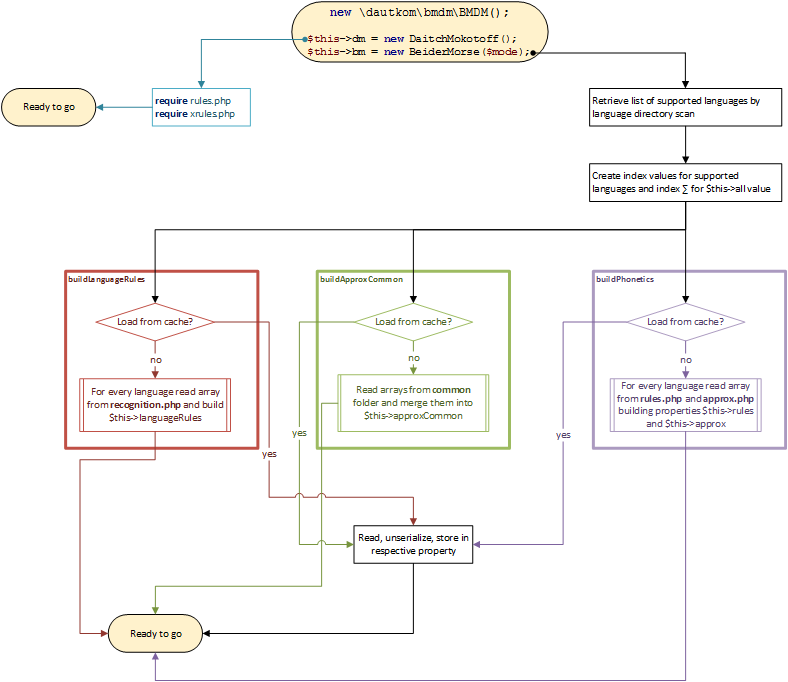 new \dautkom\bmdm\BMDM();
$this->dm = new DaitchMokotoff();
$this->bm = new BeiderMorse($mode);
Ready to go
require rules.php
require xrules.php
Retrieve list of supported languages by
language directory scan
Create index values for supported
languages and index ∑ for $this->all value
buildLanguageRules
Load from cache?
no
For every language read array
from recognition.php and build
$this->languageRules
yes
buildApproxCommon
Load from cache?
no
Read arrays from common
folder and merge them into
$this->approxCommon
yes
buildPhonetics
Load from cache?
no
For every language read array
from rules.php and approx.php
building properties $this->rules
and $this->approx
yes
Read, unserialize, store in
respective property
Ready to go